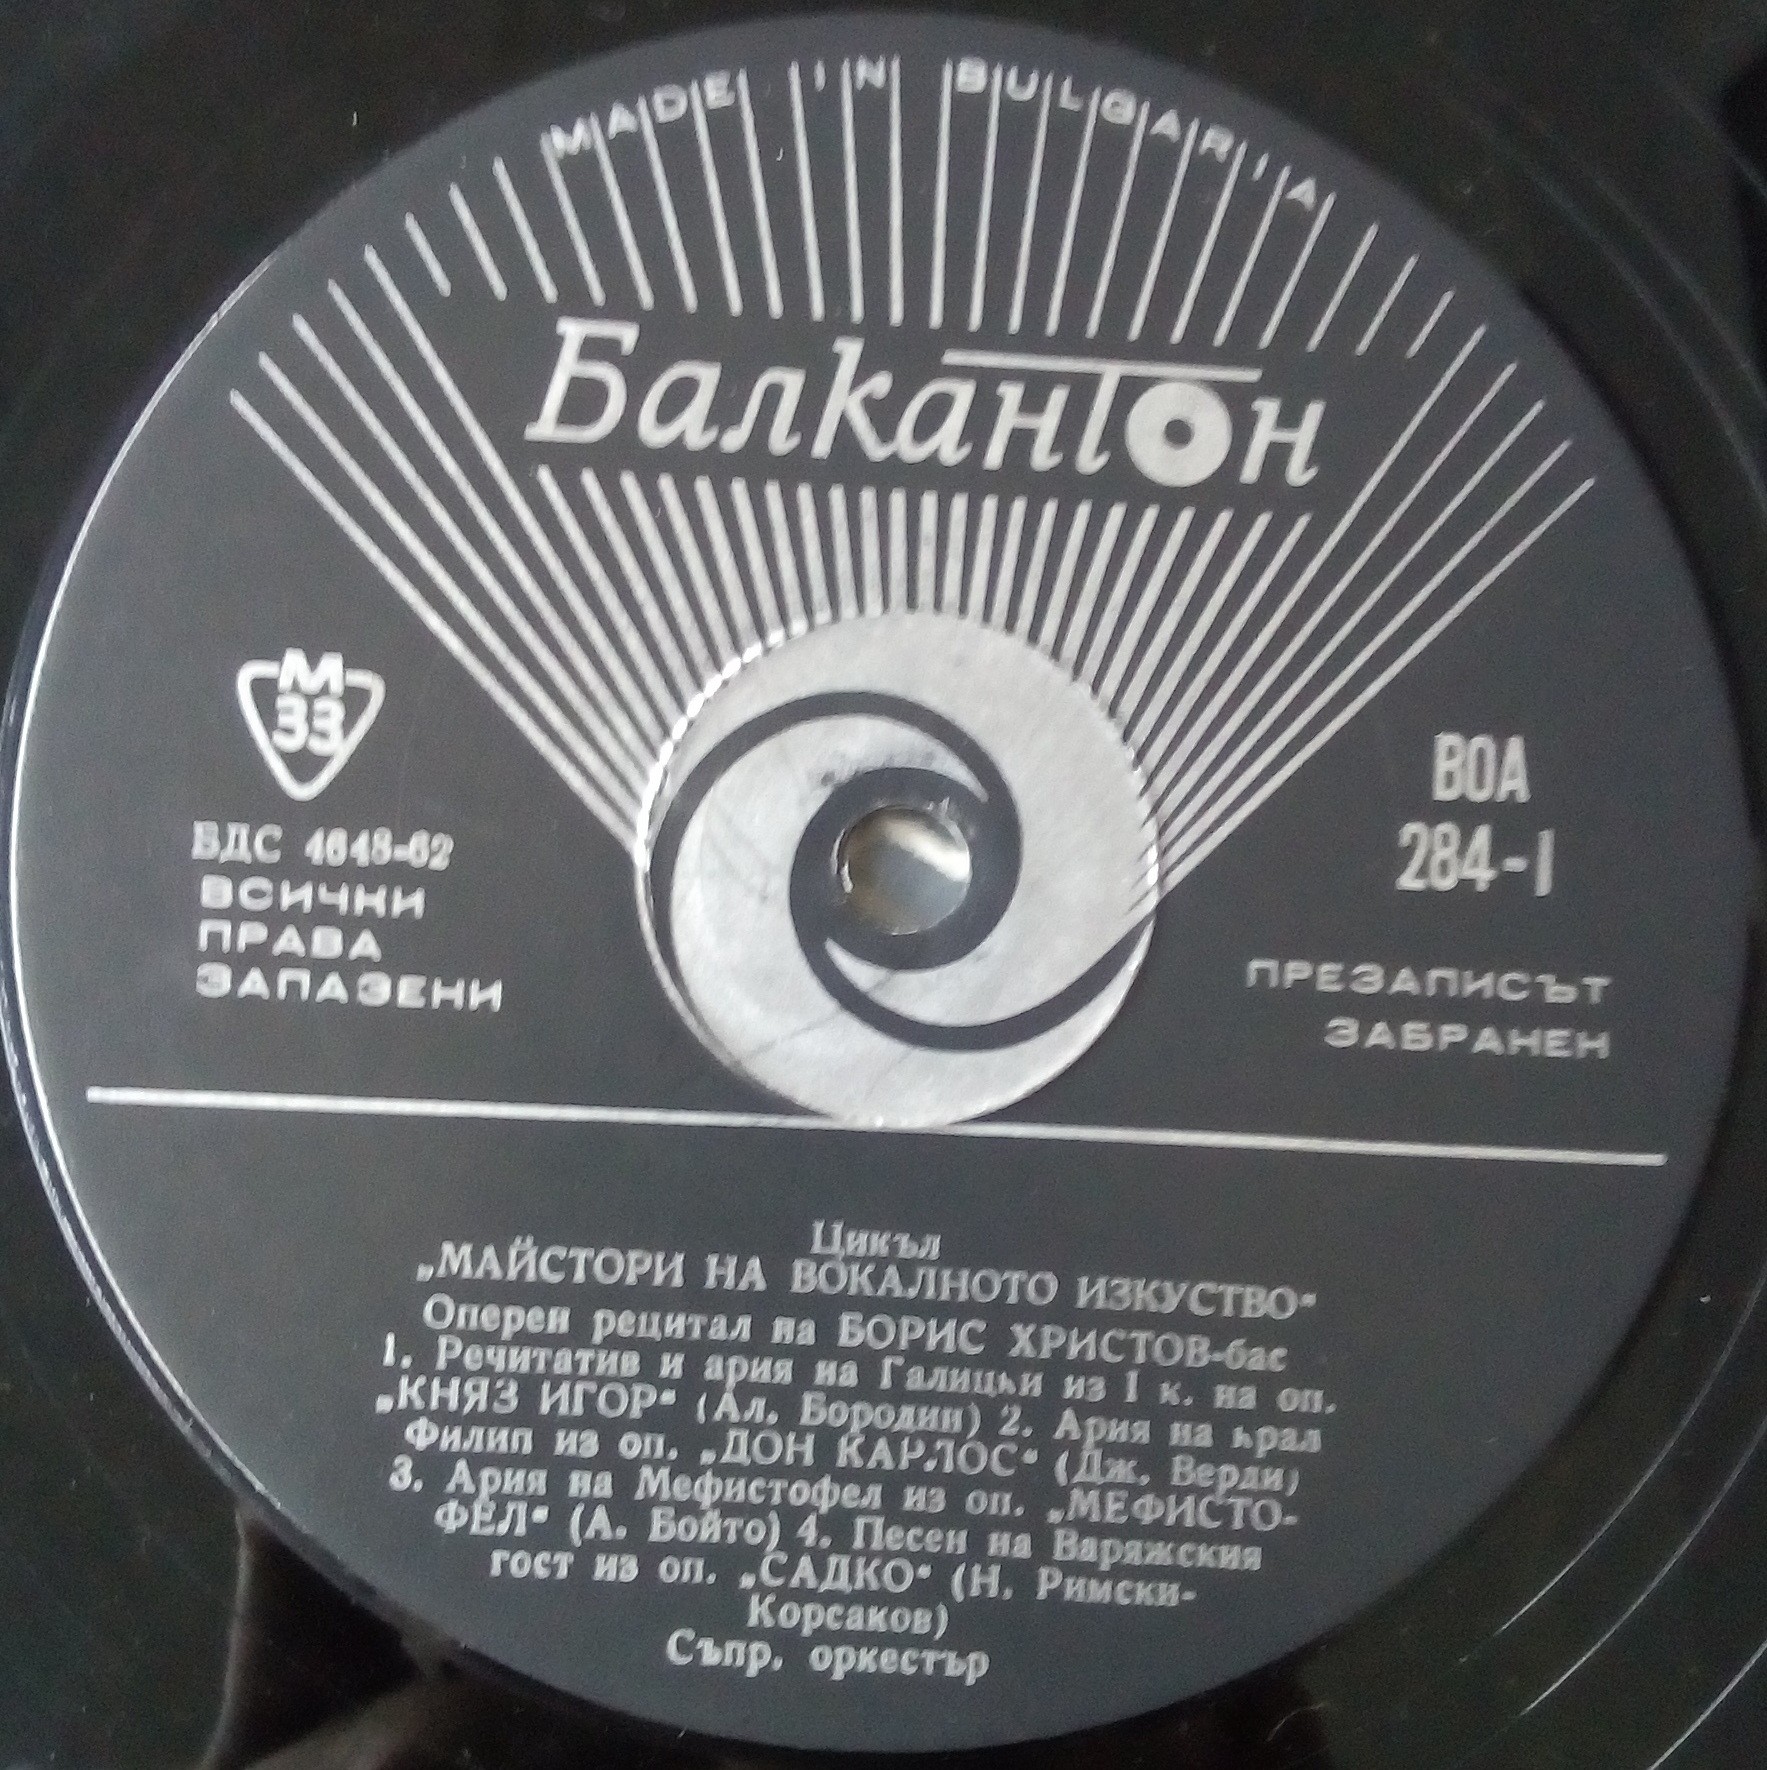 MADE IN BULGARIA
Балкантон
М
33
БДС 4648-62
ВСИЧКИ
ПРАВА
ЗАПАЗЕНИ
ВОА
284-I
ПРЕЗАПИСЪТ
ЗАБРАНЕН
Цикъл
„МАЙСТОРИ НА ВОКАЛНОТО ИЗКУСТВО“
Оперен рецитал на БОРИС ХРИСТОВ-бас
1. Речитатив и ария на Галицки из I к. на оп.
„КНЯЗ ИГОР“ (Ал. Бородин) 2. Ария на крал
Филип из оп. „ДОН КАРЛОС“ (Дж. Верди)
3. Ария на Мефистофел из оп. „МЕФИСТО-
ФЕЛ“ (А. Бойто) 4. Песен на Варяжския
гост из оп. „САДКО“ (Н. Римски-
Корсаков)
Съпр. оркестър